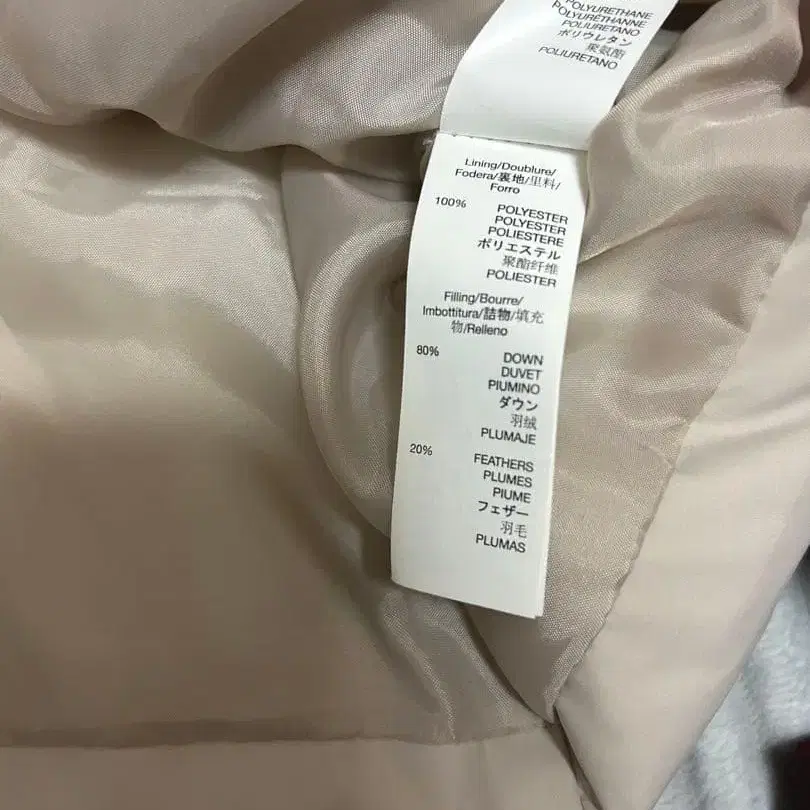 POLYURETHANE
POLYURÉTHANNE
POLIURETANO
ポリウレタン
聚氨酯
POLIURETANO
Lining/Doublure/
Fodera/裏地/里料/
Forro
100% POLYESTER
POLYESTER
POLIESTERE
ポリエステル
聚酯纤维
POLIESTER
Filling/Bourre/
Imbottitura/詰物/填充
物/Relleno
80% DOWN
DUVET
PIUMINO
ダウン
羽绒
PLUMAJE
20% FEATHERS
PLUMES
PIUME
フェザー
羽毛
PLUMAS